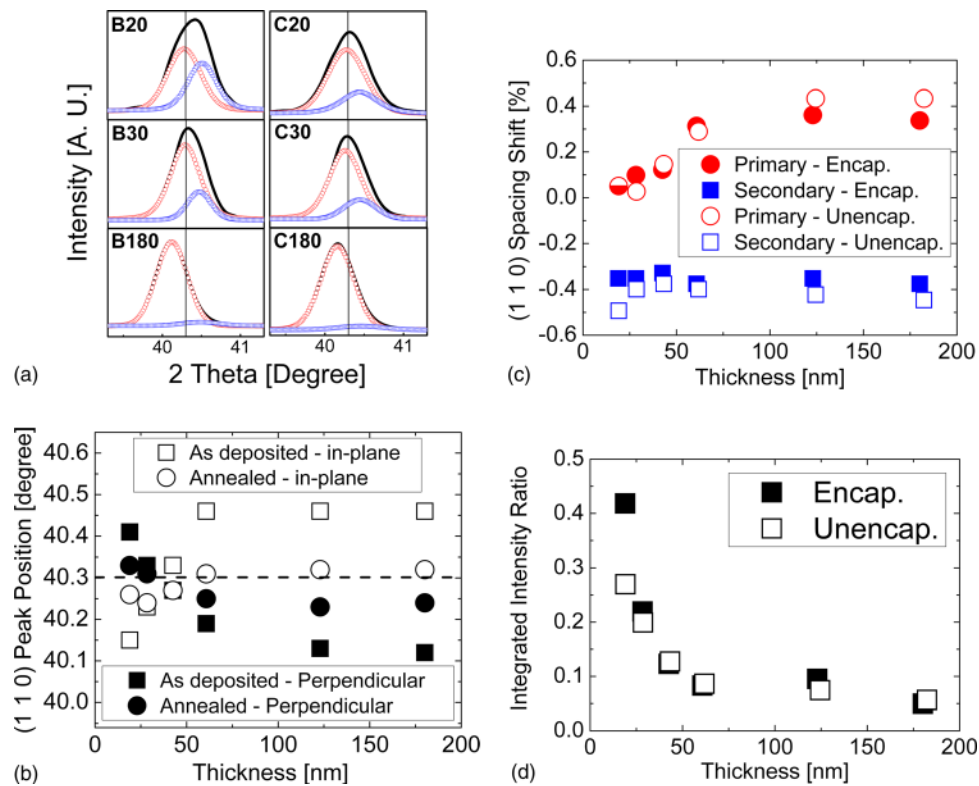 B20
C20
B30
C30
B180
C180
Intensity [A. U.]
40
41
40
41
2 Theta [Degree]
(a)
0.6
0.4
0.2
0.0
-0.2
-0.4
-0.6
(1 1 0) Spacing Shift [%]
Primary - Encap.
Secondary - Encap.
Primary - Unencap.
Secondary - Unencap.
0
50
100
150
200
Thickness [nm]
(c)
40.6
40.5
40.4
40.3
40.2
40.1
40.0
(1 1 0) Peak Position [degree]
As deposited - in-plane
Annealed - in-plane
As deposited - Perpendicular
Annealed - Perpendicular
0
50
100
150
200
Thickness [nm]
(b)
0.5
0.4
0.3
0.2
0.1
0.0
Integrated Intensity Ratio
Encap.
Unencap.
0
50
100
150
200
Thickness [nm]
(d)